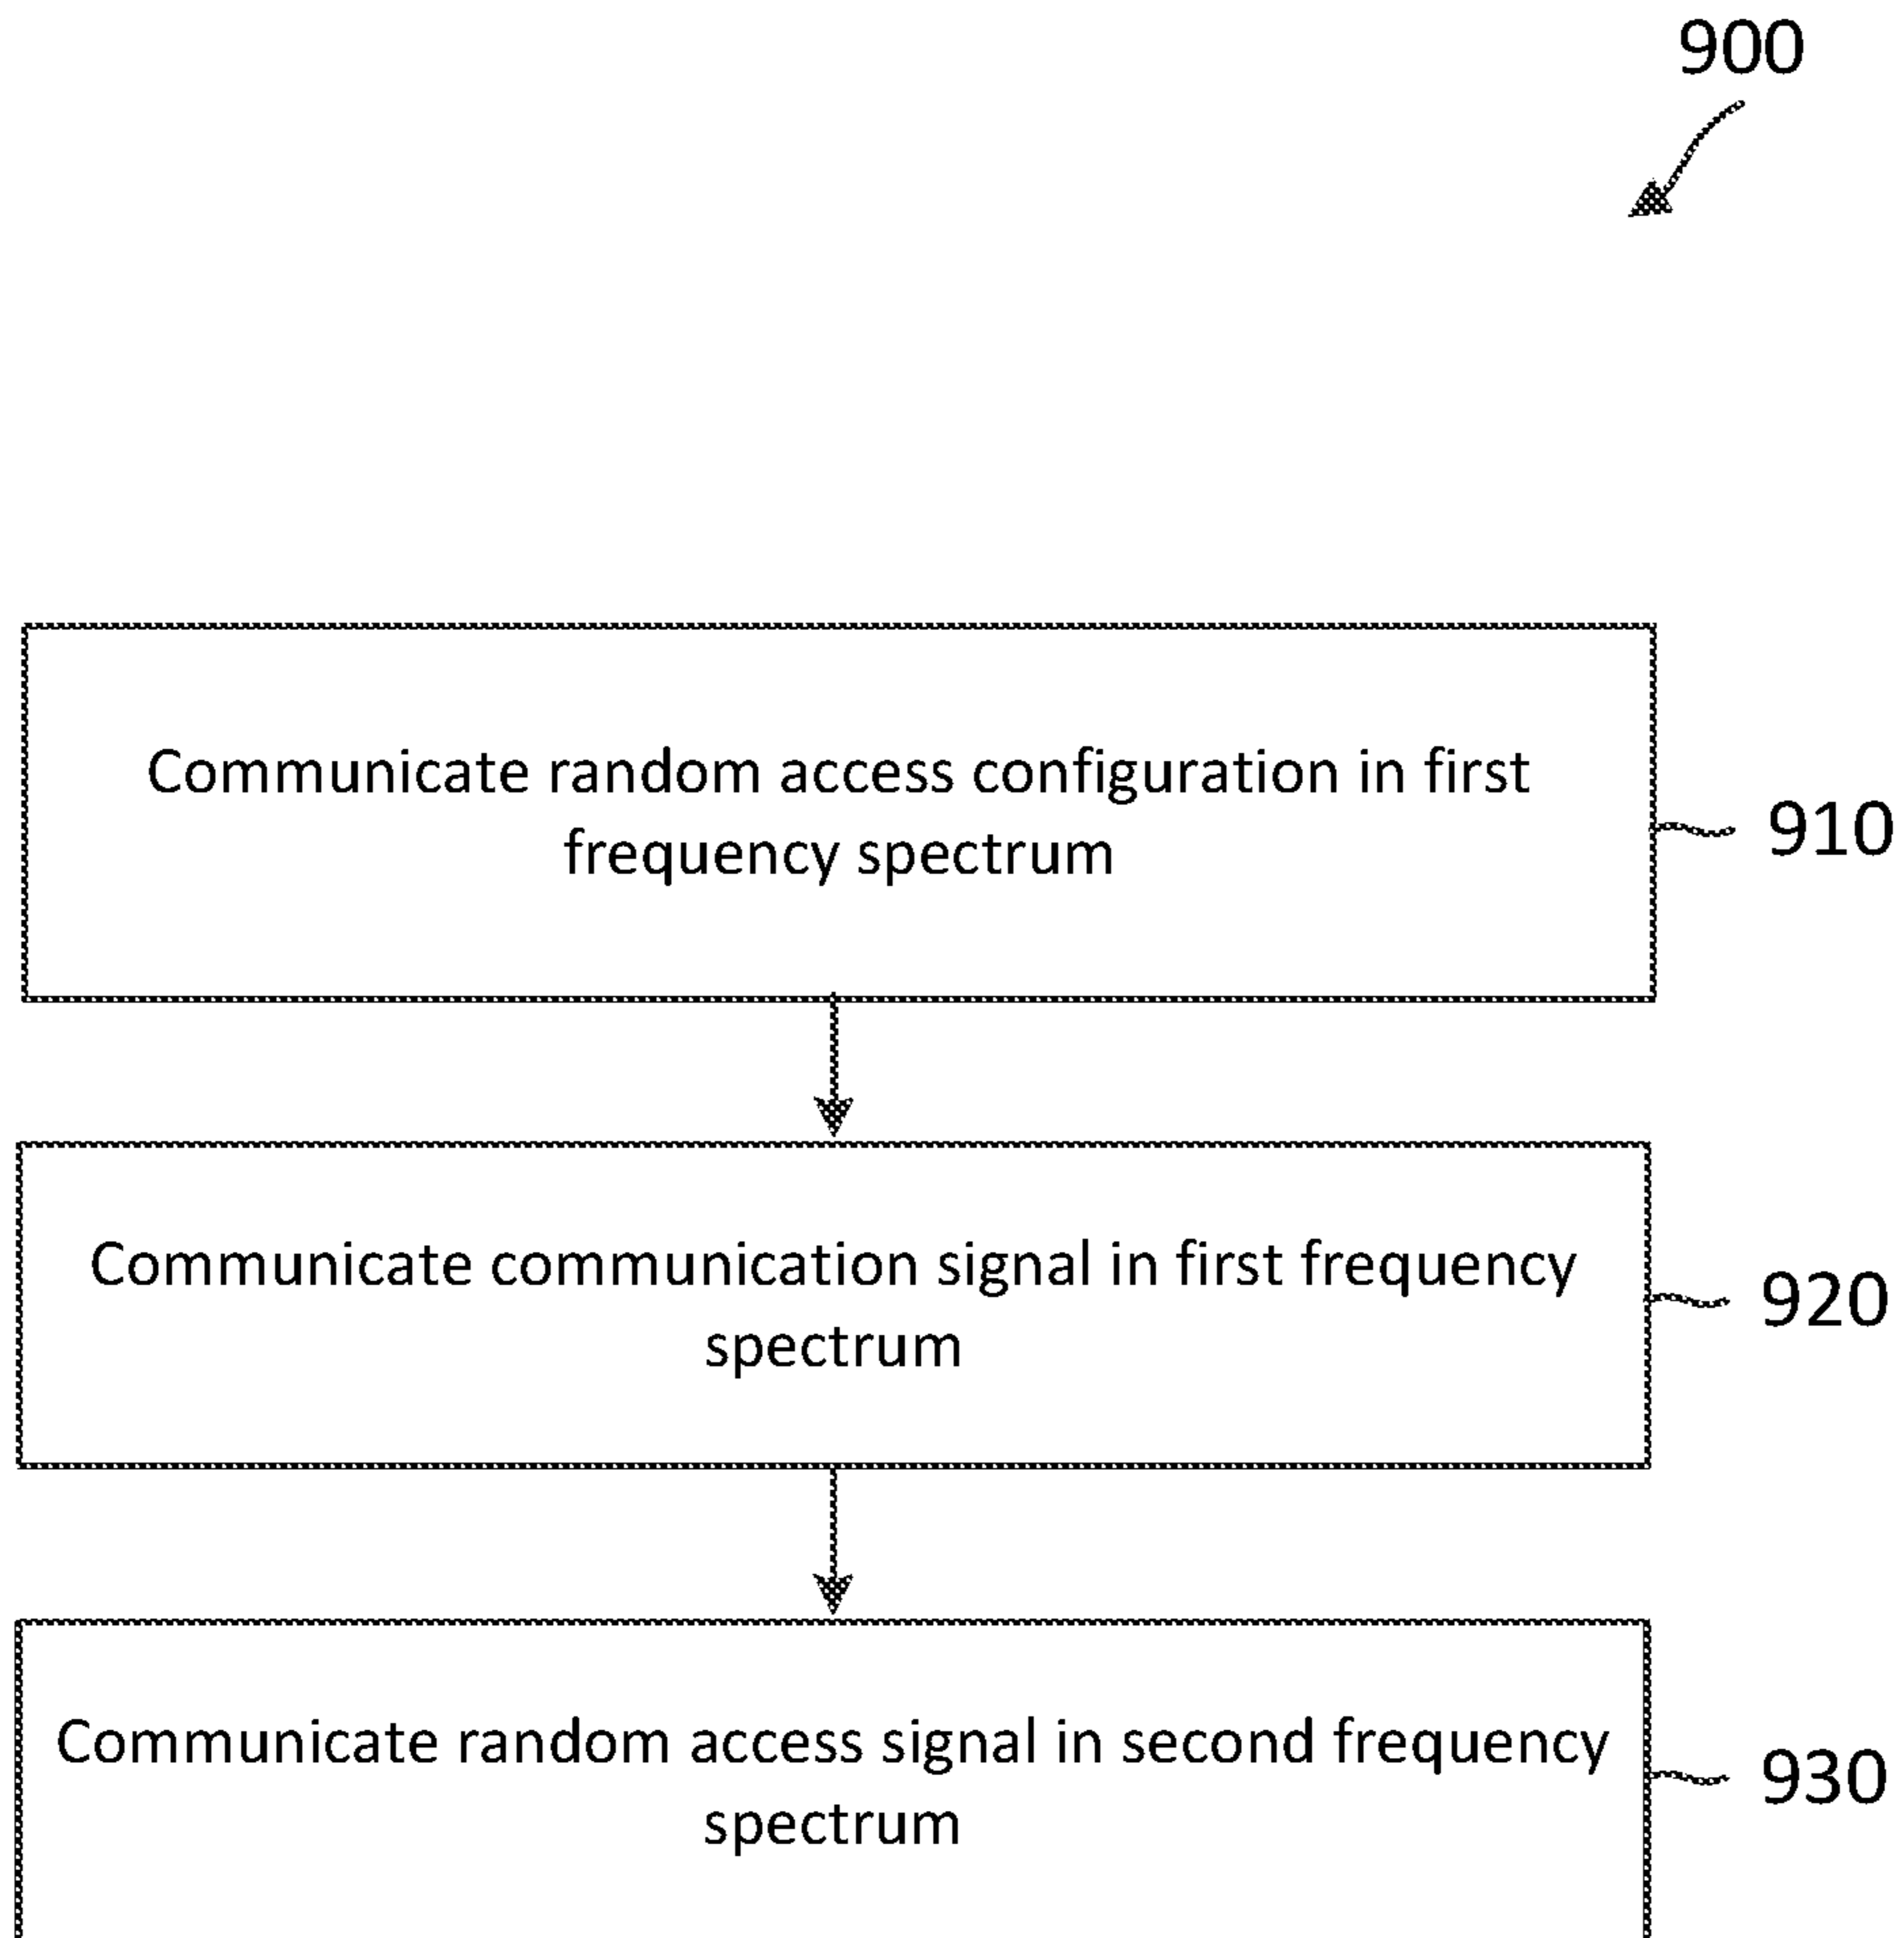 900
Communicate random access configuration in first
frequency spectrum
910
Communicate communication signal in first frequency
spectrum
920
Communicate random access signal in second frequency
spectrum
930